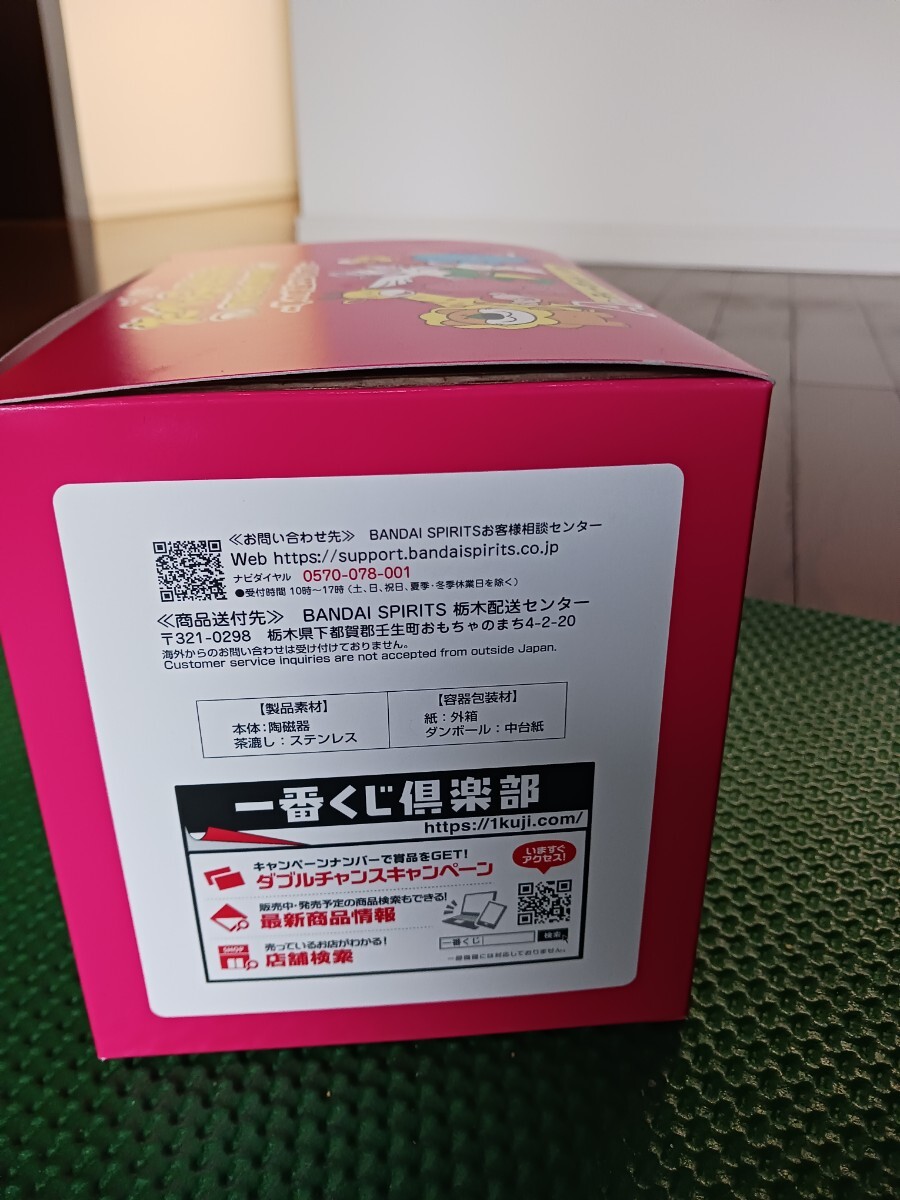 ≪お問い合わせ先≫ BANDAI SPIRITSお客様相談センター
Web https://support.bandaispirits.co.jp
ナビダイヤル 0570-078-001
●受付時間 10時～17時（土、日、祝日、夏季・冬季休業日を除く）
≪商品送付先≫ BANDAI SPIRITS 栃木配送センター
〒321-0298 栃木県下都賀郡壬生町おもちゃのまち4-2-20
海外からのお問い合わせは受け付けておりません。
Customer service inquiries are not accepted from outside Japan.
【製品素材】
本体：陶磁器
茶漉し：ステンレス
【容器包装材】
紙：外箱
ダンボール：中台紙
一番くじ倶楽部
https://1kuji.com/
キャンペーンナンバーで賞品をGET!
ダブルチャンスキャンペーン
いますぐ
アクセス!
販売中・発売予定の商品検索もできる!
最新商品情報
SHOP
売っているお店がわかる!
店舗検索
一番くじ
検索